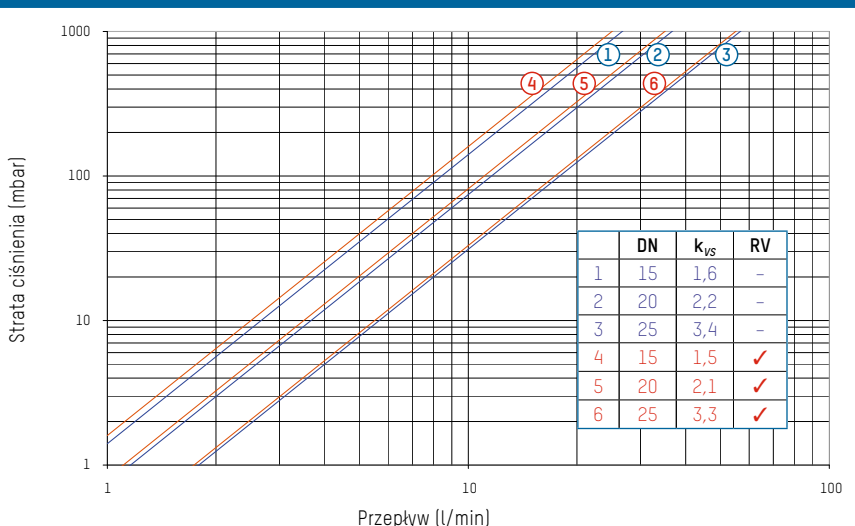 1000
100
10
1
Strata ciśnienia (mbar)
1 2 3
4 5 6
DN k_vs RV
1 15 1,6 –
2 20 2,2 –
3 25 3,4 –
4 15 1,5 ✓
5 20 2,1 ✓
6 25 3,3 ✓
1 10 100
Przepływ (l/min)